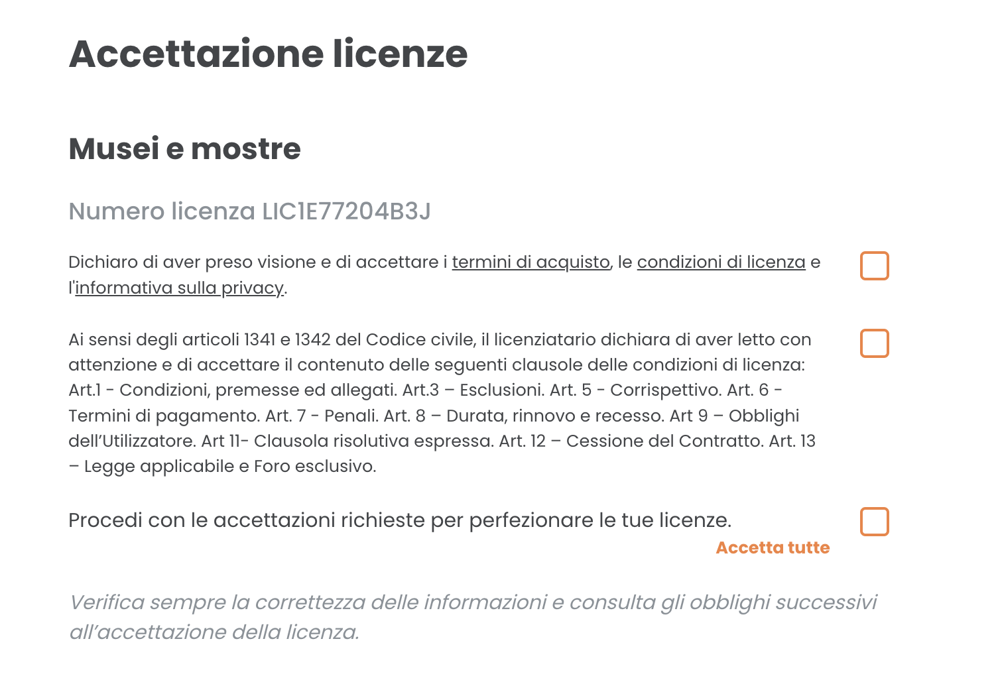 Accettazione licenze
Musei e mostre
Numero licenza LIC1E77204B3J
Dichiaro di aver preso visione e di accettare i termini di acquisto, le condizioni di licenza e
l'informativa sulla privacy.
Ai sensi degli articoli 1341 e 1342 del Codice civile, il licenziatario dichiara di aver letto con
attenzione e di accettare il contenuto delle seguenti clausole delle condizioni di licenza:
Art.1 - Condizioni, premesse ed allegati. Art.3 – Esclusioni. Art. 5 - Corrispettivo. Art. 6 -
Termini di pagamento. Art. 7 - Penali. Art. 8 – Durata, rinnovo e recesso. Art 9 – Obblighi
dell’Utilizzatore. Art 11- Clausola risolutiva espressa. Art. 12 – Cessione del Contratto. Art. 13
– Legge applicabile e Foro esclusivo.
Procedi con le accettazioni richieste per perfezionare le tue licenze.
Accetta tutte
Verifica sempre la correttezza delle informazioni e consulta gli obblighi successivi
all’accettazione della licenza.